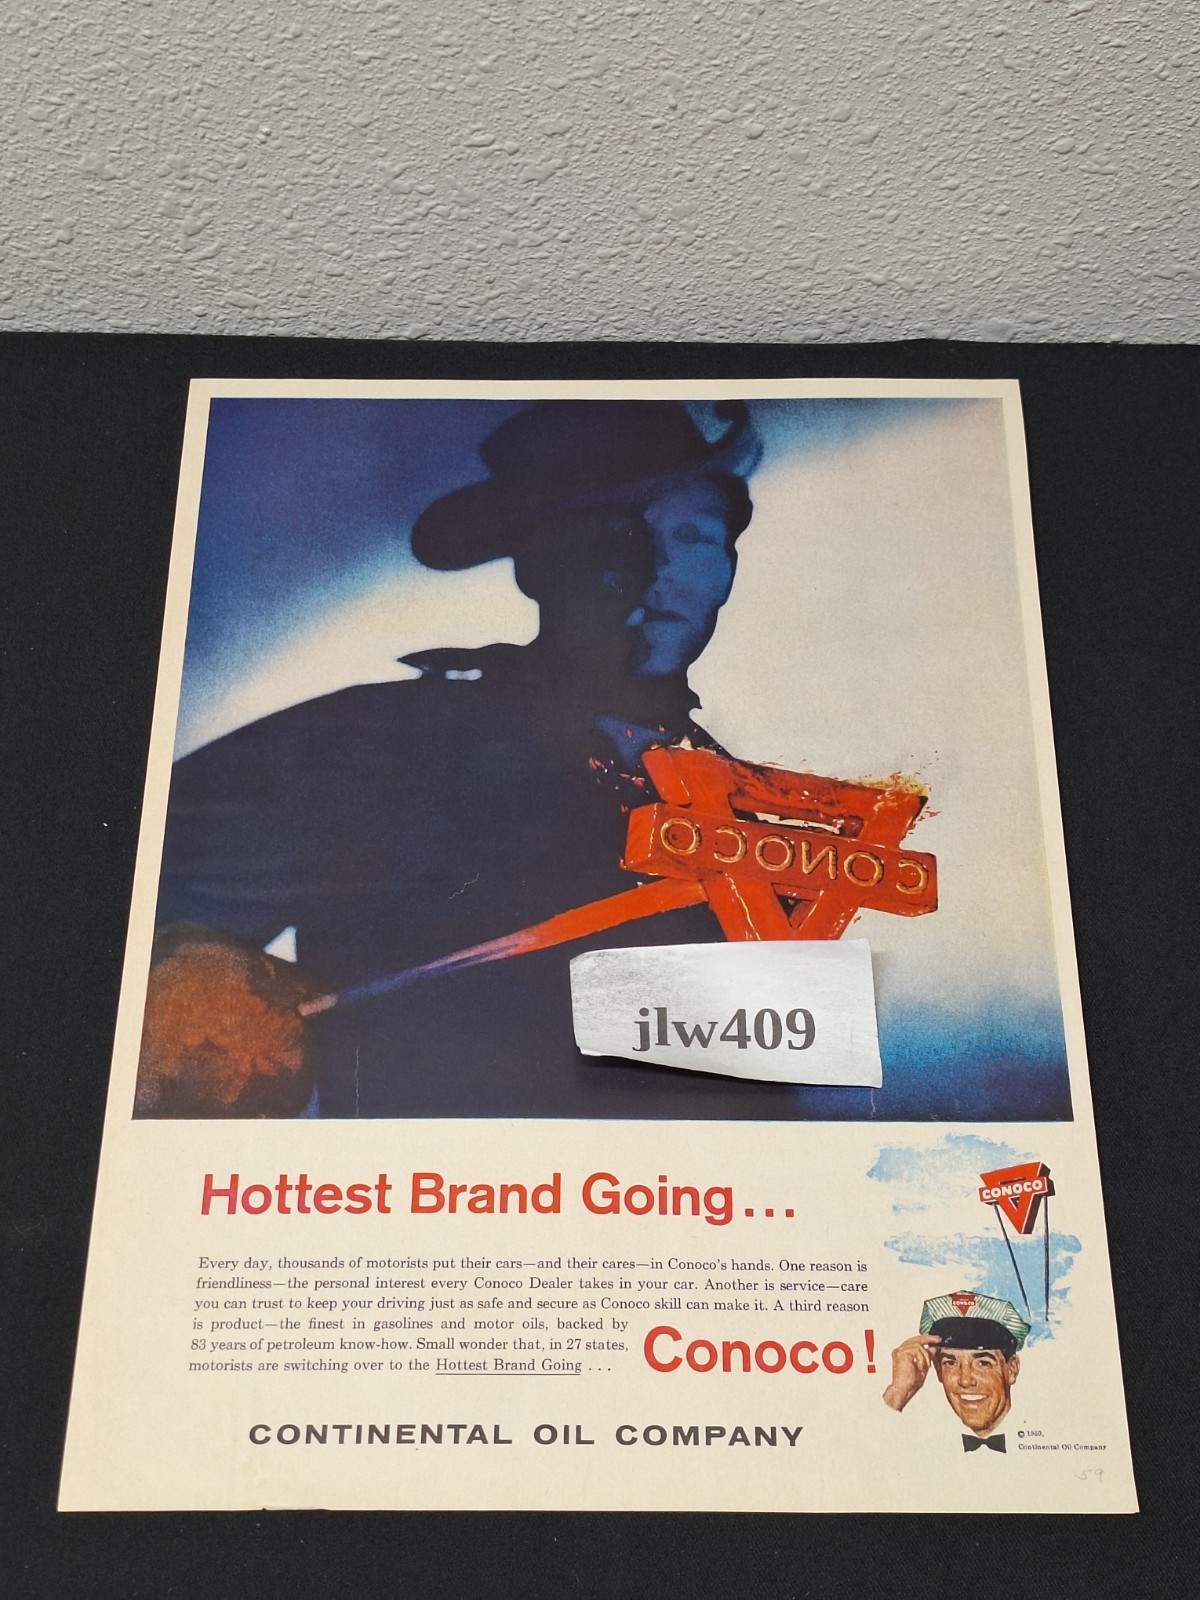 CONOCO
jlw409
Hottest Brand Going...
CONOCO
Every day, thousands of motorists put their cars—and their cares—in Conoco's hands. One reason is
friendliness—the personal interest every Conoco Dealer takes in your car. Another is service—care
you can trust to keep your driving just as safe and secure as Conoco skill can make it. A third reason
is product—the finest in gasolines and motor oils, backed by
83 years of petroleum know-how. Small wonder that, in 27 states,
motorists are switching over to the Hottest Brand Going . . .
Conoco!
CONOCO
CONTINENTAL OIL COMPANY
© 1959,
Continental Oil Company
59